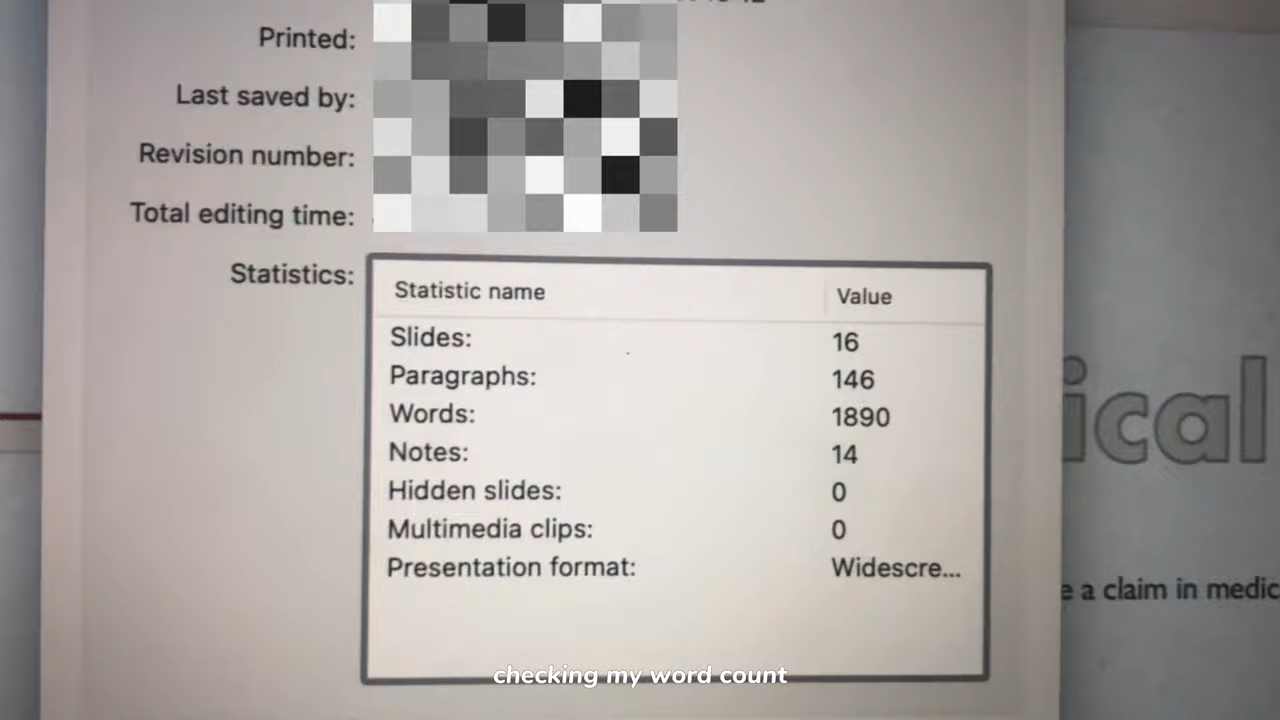 Printed:
Last saved by:
Revision number:
Total editing time:
Statistics:
Statistic name Value
Slides: 16
Paragraphs: 146
Words: 1890
Notes: 14
Hidden slides: 0
Multimedia clips: 0
Presentation format: Widescre...
ical
e a claim in medic
checking my word count